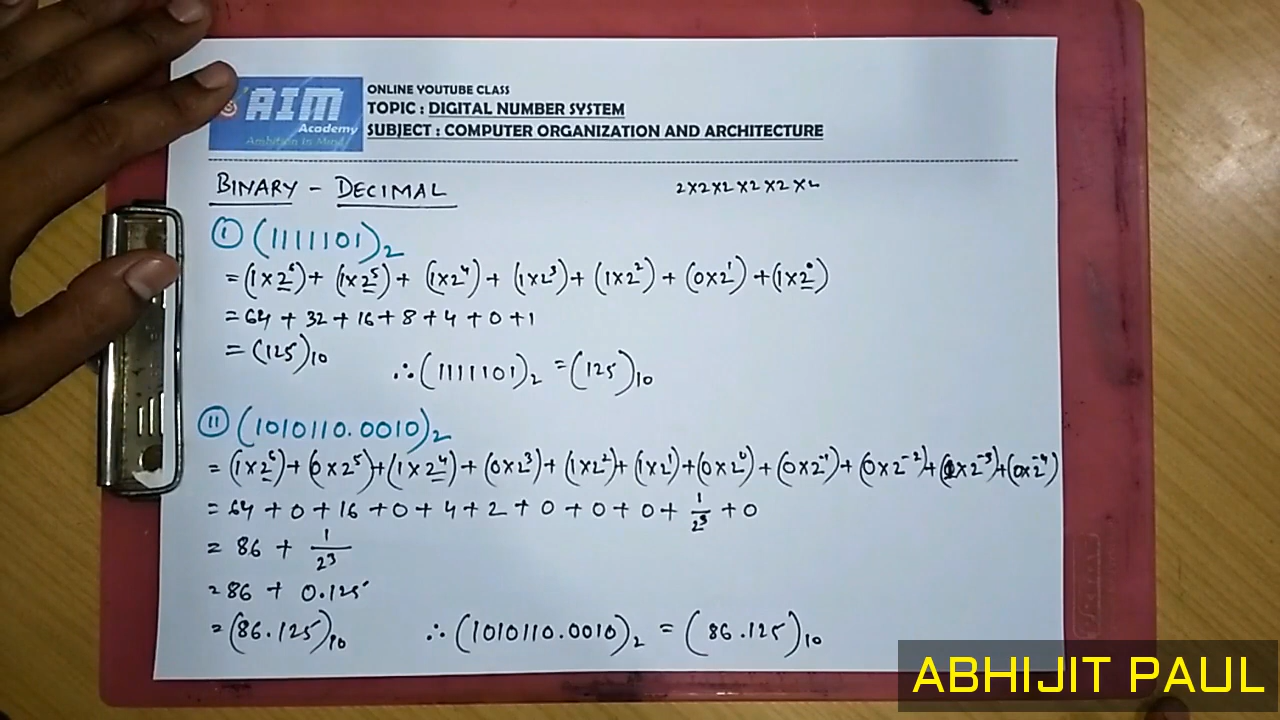 AIM
Academy
Ambition In Mind
ONLINE YOUTUBE CLASS
TOPIC : DIGITAL NUMBER SYSTEM
SUBJECT : COMPUTER ORGANIZATION AND ARCHITECTURE
BINARY - DECIMAL
2×2×2×2×2×2
I (1111101)₂
= (1×2⁶) + (1×2⁵) + (1×2⁴) + (1×2³) + (1×2²) + (0×2¹) + (1×2⁰)
= 64 + 32 + 16 + 8 + 4 + 0 + 1
= (125)₁₀
∴ (1111101)₂ = (125)₁₀
II (1010110.0010)₂
= (1×2⁶) + (0×2⁵) + (1×2⁴) + (0×2³) + (1×2²) + (1×2¹) + (0×2⁰) + (0×2⁻¹) + (0×2⁻²) + (1×2⁻³) + (0×2⁻⁴)
= 64 + 0 + 16 + 0 + 4 + 2 + 0 + 0 + 0 + 1/2³ + 0
= 86 + 1/2³
= 86 + 0.125
= (86.125)₁₀
∴ (1010110.0010)₂ = (86.125)₁₀
ABHIJIT PAUL